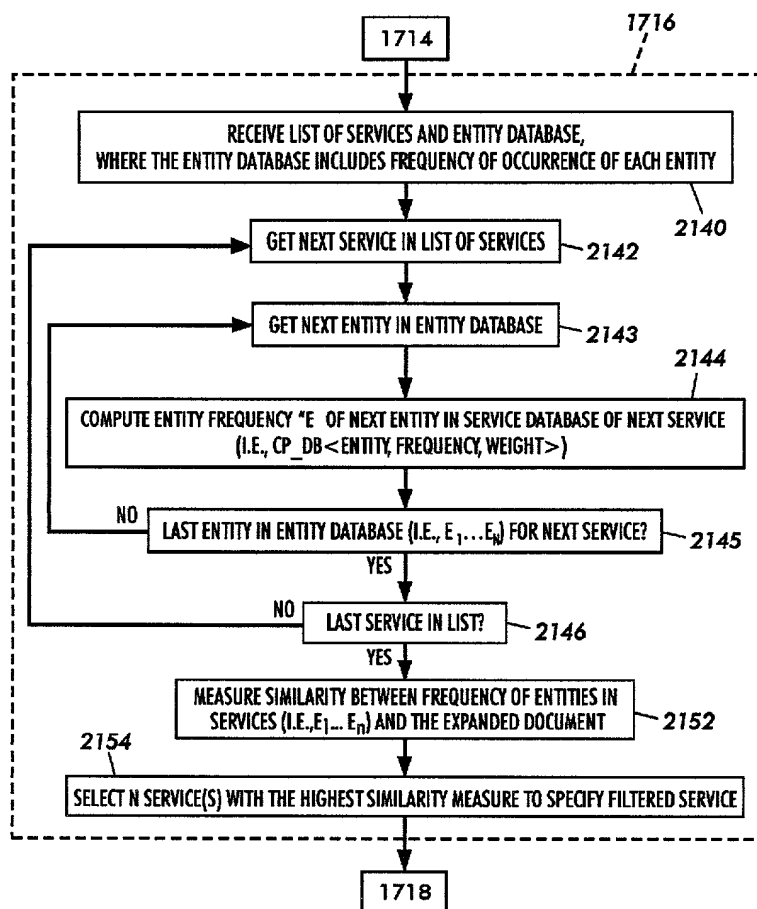 1714
1716
RECEIVE LIST OF SERVICES AND ENTITY DATABASE,
WHERE THE ENTITY DATABASE INCLUDES FREQUENCY OF OCCURRENCE OF EACH ENTITY
2140
GET NEXT SERVICE IN LIST OF SERVICES
2142
GET NEXT ENTITY IN ENTITY DATABASE
2143
2144
COMPUTE ENTITY FREQUENCY "E OF NEXT ENTITY IN SERVICE DATABASE OF NEXT SERVICE
(I.E., CP_DB<ENTITY, FREQUENCY, WEIGHT>)
NO
LAST ENTITY IN ENTITY DATABASE (I.E., E1...EN) FOR NEXT SERVICE?
2145
YES
NO
LAST SERVICE IN LIST?
2146
YES
MEASURE SIMILARITY BETWEEN FREQUENCY OF ENTITIES IN
SERVICES (I.E.,E1... En) AND THE EXPANDED DOCUMENT
2152
2154
SELECT N SERVICE(S) WITH THE HIGHEST SIMILARITY MEASURE TO SPECIFY FILTERED SERVICE
1718